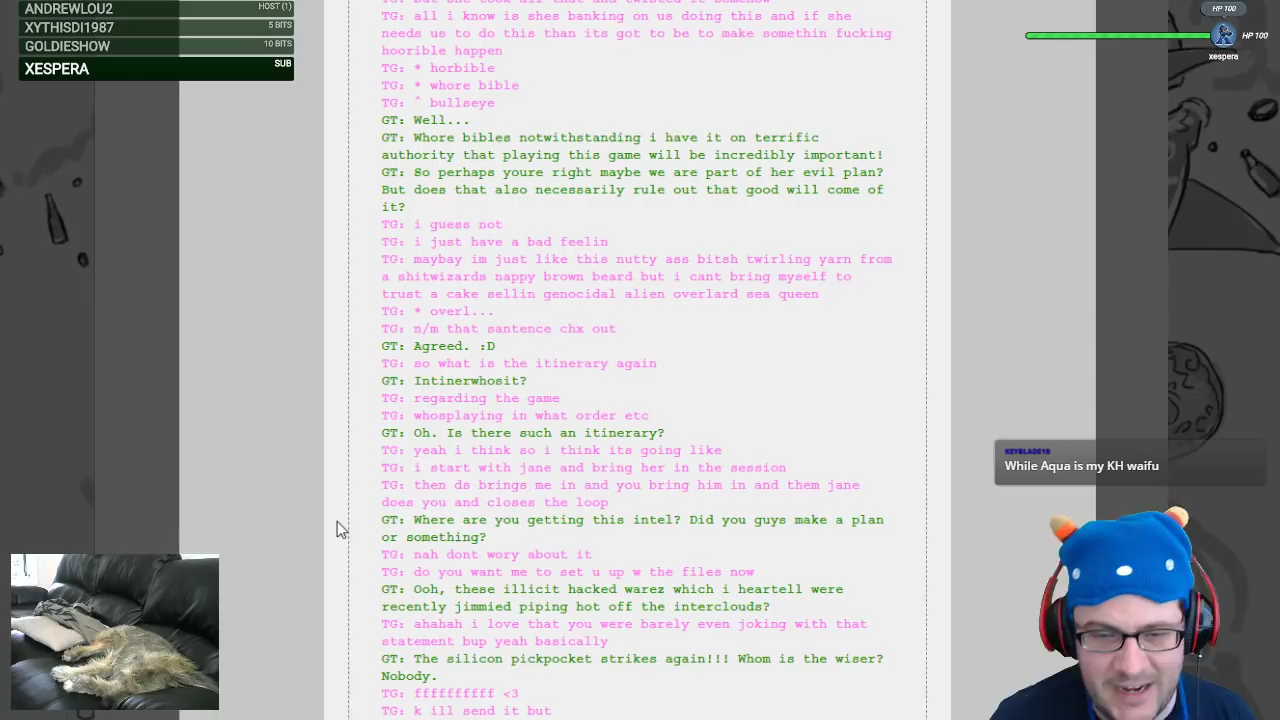 ANDREWLOU2 HOST (1)
XYTHISDI1987 5 BITS
GOLDIESHOW 10 BITS
XESPERA SUB
HP 100
HP 100
xespera
TG: all i know is shes banking on us doing this and if she
needs us to do this than its got to be to make somethin fucking
hoorible happen
TG: * horbible
TG: * whore bible
TG: ^ bullseye
GT: Well...
GT: Whore bibles notwithstanding i have it on terrific
authority that playing this game will be incredibly important!
GT: So perhaps youre right maybe we are part of her evil plan?
But does that also necessarily rule out that good will come of
it?
TG: i guess not
TG: i just have a bad feelin
TG: maybay im just like this nutty ass bitsh twirling yarn from
a shitwizards nappy brown beard but i cant bring myself to
trust a cake sellin genocidal alien overlard sea queen
TG: * overl...
TG: n/m that santence chx out
GT: Agreed. :D
TG: so what is the itinerary again
GT: Intinerwhosit?
TG: regarding the game
TG: whosplaying in what order etc
GT: Oh. Is there such an itinerary?
TG: yeah i think so i think its going like
TG: i start with jane and bring her in the session
TG: then ds brings me in and you bring him in and them jane
does you and closes the loop
GT: Where are you getting this intel? Did you guys make a plan
or something?
TG: nah dont wory about it
TG: do you want me to set u up w the files now
GT: Ooh, these illicit hacked warez which i heartell were
recently jimmied piping hot off the interclouds?
TG: ahahah i love that you were barely even joking with that
statement bup yeah basically
GT: The silicon pickpocket strikes again!!! Whom is the wiser?
Nobody.
TG: ffffffffff <3
TG: k ill send it but
KEYBLADE15
While Aqua is my KH waifu